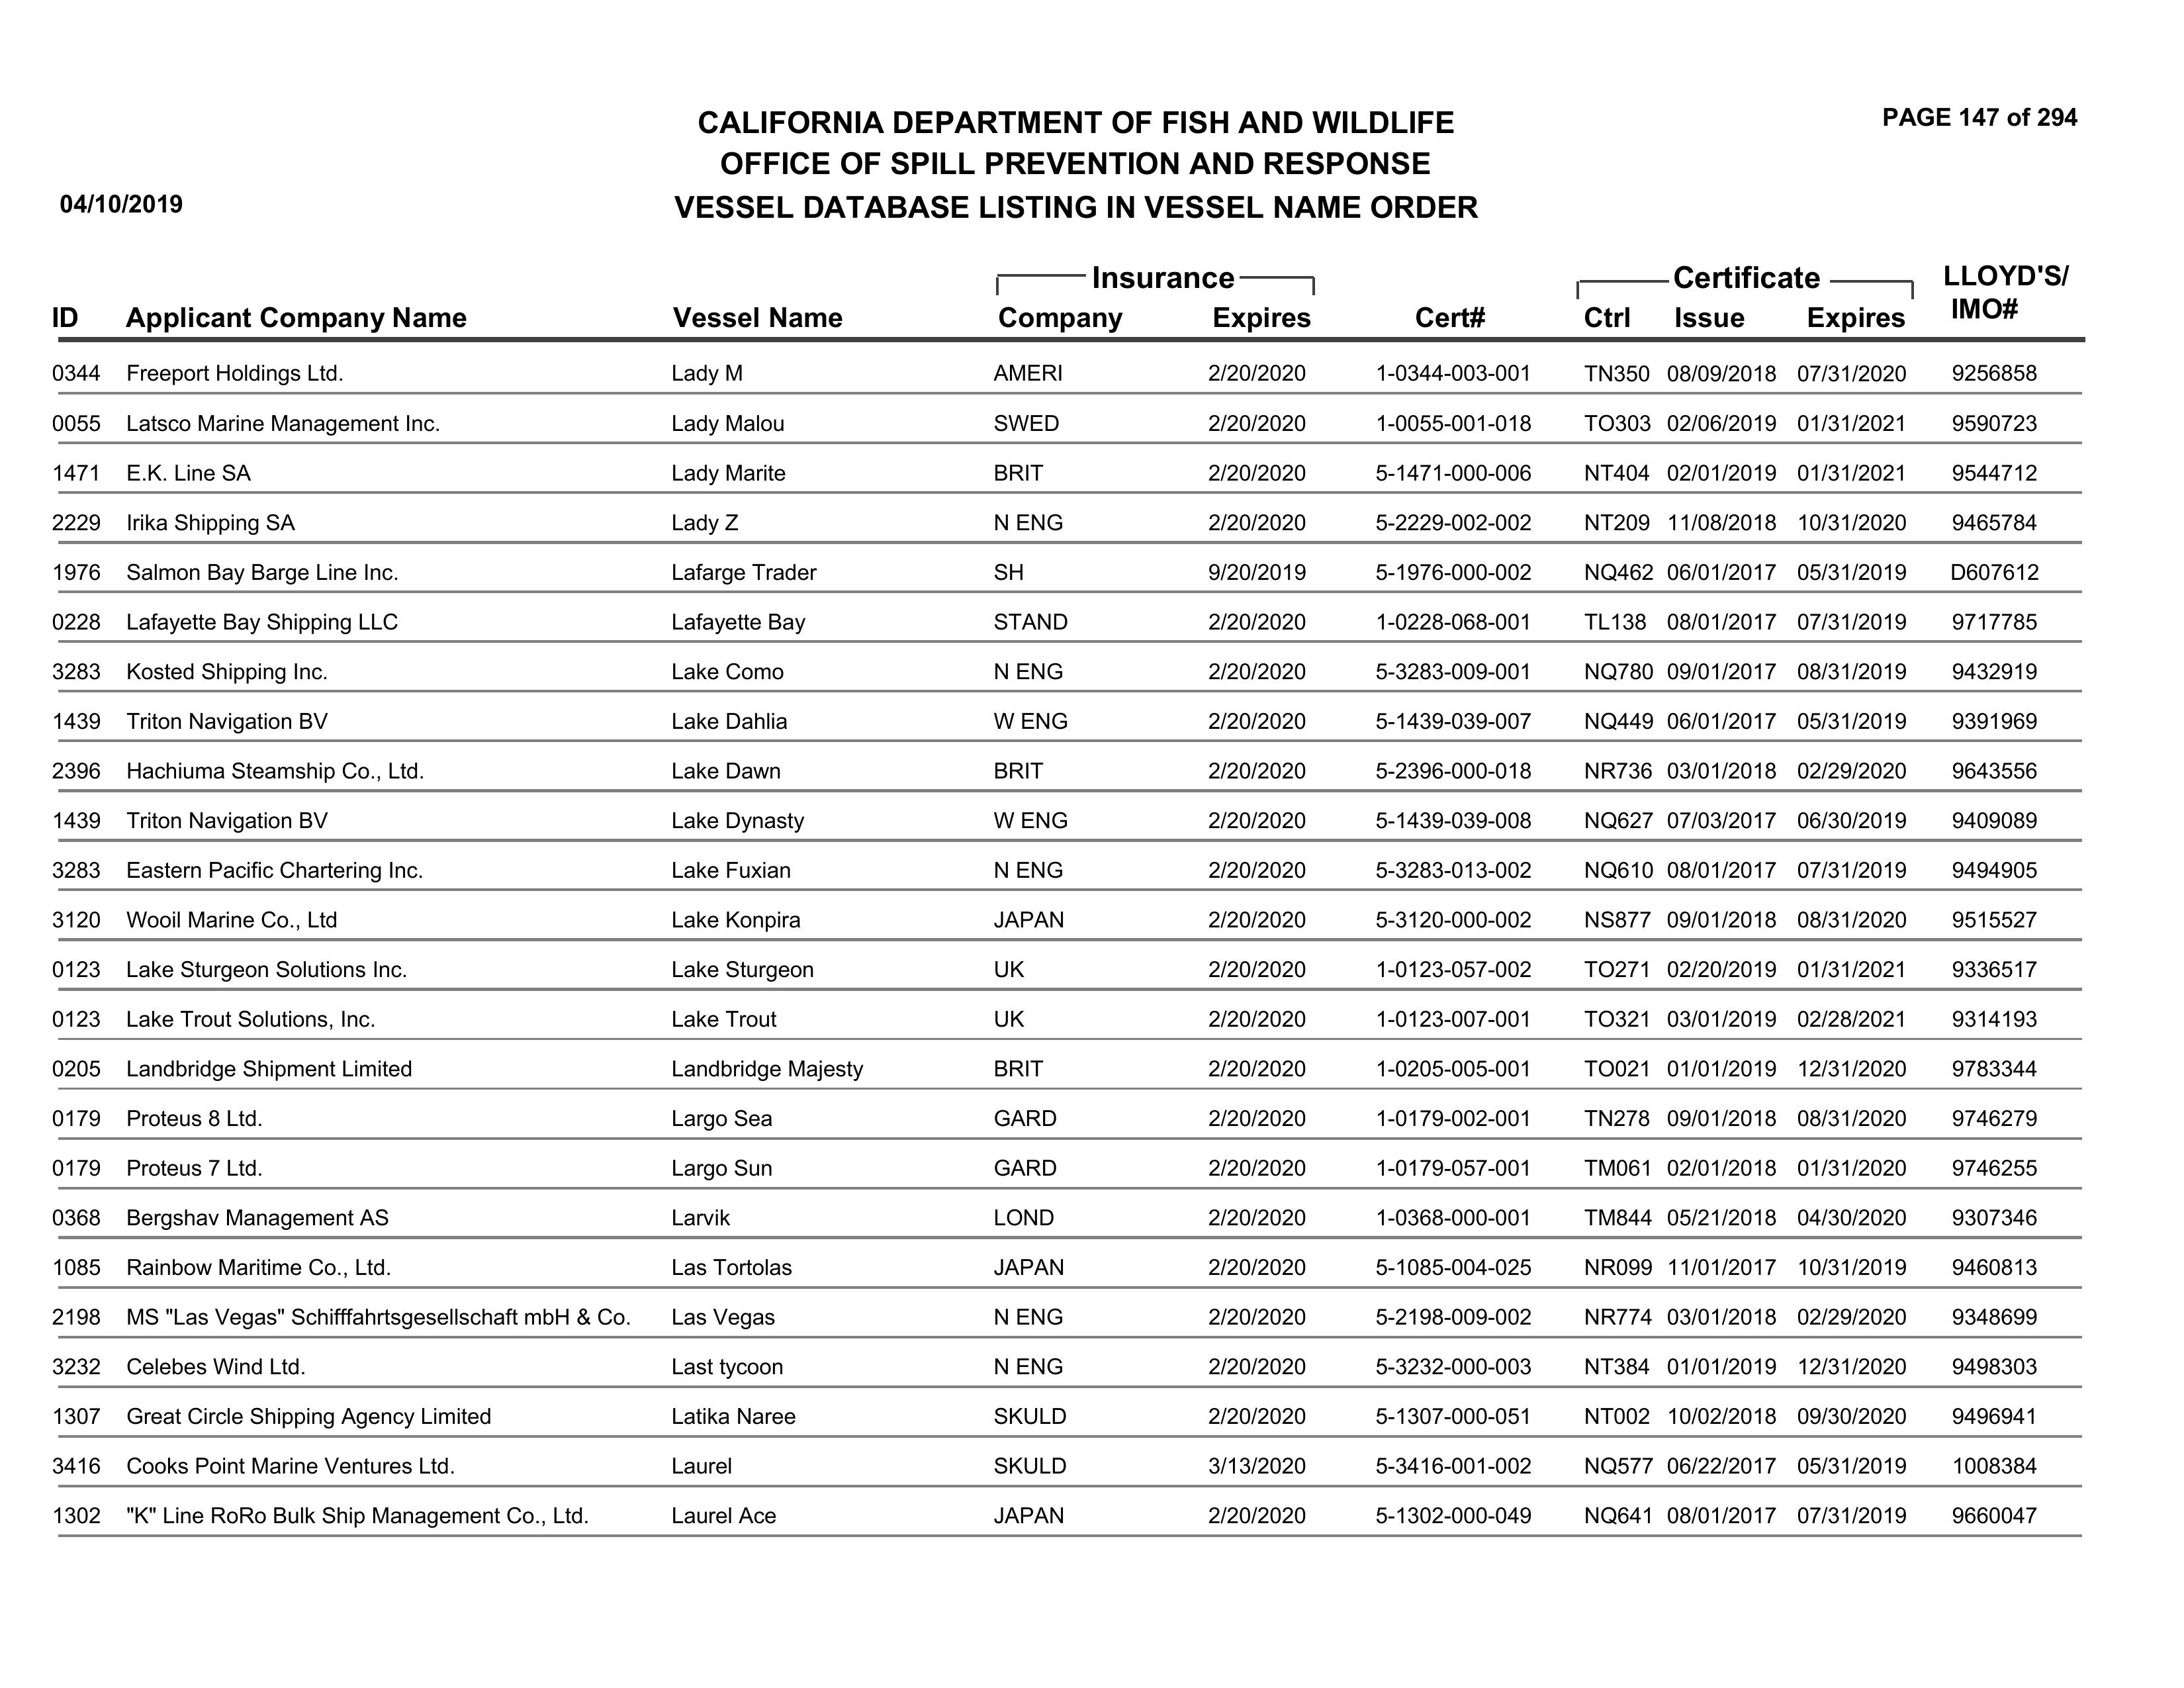 PAGE 147 of 294
CALIFORNIA DEPARTMENT OF FISH AND WILDLIFE
OFFICE OF SPILL PREVENTION AND RESPONSE
04/10/2019 VESSEL DATABASE LISTING IN VESSEL NAME ORDER
Insurance Certificate LLOYD'S/
ID Applicant Company Name Vessel Name Company Expires Cert# Ctrl Issue Expires IMO#
0344 Freeport Holdings Ltd. Lady M AMERI 2/20/2020 1-0344-003-001 TN350 08/09/2018 07/31/2020 9256858
0055 Latsco Marine Management Inc. Lady Malou SWED 2/20/2020 1-0055-001-018 TO303 02/06/2019 01/31/2021 9590723
1471 E.K. Line SA Lady Marite BRIT 2/20/2020 5-1471-000-006 NT404 02/01/2019 01/31/2021 9544712
2229 Irika Shipping SA Lady Z N ENG 2/20/2020 5-2229-002-002 NT209 11/08/2018 10/31/2020 9465784
1976 Salmon Bay Barge Line Inc. Lafarge Trader SH 9/20/2019 5-1976-000-002 NQ462 06/01/2017 05/31/2019 D607612
0228 Lafayette Bay Shipping LLC Lafayette Bay STAND 2/20/2020 1-0228-068-001 TL138 08/01/2017 07/31/2019 9717785
3283 Kosted Shipping Inc. Lake Como N ENG 2/20/2020 5-3283-009-001 NQ780 09/01/2017 08/31/2019 9432919
1439 Triton Navigation BV Lake Dahlia W ENG 2/20/2020 5-1439-039-007 NQ449 06/01/2017 05/31/2019 9391969
2396 Hachiuma Steamship Co., Ltd. Lake Dawn BRIT 2/20/2020 5-2396-000-018 NR736 03/01/2018 02/29/2020 9643556
1439 Triton Navigation BV Lake Dynasty W ENG 2/20/2020 5-1439-039-008 NQ627 07/03/2017 06/30/2019 9409089
3283 Eastern Pacific Chartering Inc. Lake Fuxian N ENG 2/20/2020 5-3283-013-002 NQ610 08/01/2017 07/31/2019 9494905
3120 Wooil Marine Co., Ltd Lake Konpira JAPAN 2/20/2020 5-3120-000-002 NS877 09/01/2018 08/31/2020 9515527
0123 Lake Sturgeon Solutions Inc. Lake Sturgeon UK 2/20/2020 1-0123-057-002 TO271 02/20/2019 01/31/2021 9336517
0123 Lake Trout Solutions, Inc. Lake Trout UK 2/20/2020 1-0123-007-001 TO321 03/01/2019 02/28/2021 9314193
0205 Landbridge Shipment Limited Landbridge Majesty BRIT 2/20/2020 1-0205-005-001 TO021 01/01/2019 12/31/2020 9783344
0179 Proteus 8 Ltd. Largo Sea GARD 2/20/2020 1-0179-002-001 TN278 09/01/2018 08/31/2020 9746279
0179 Proteus 7 Ltd. Largo Sun GARD 2/20/2020 1-0179-057-001 TM061 02/01/2018 01/31/2020 9746255
0368 Bergshav Management AS Larvik LOND 2/20/2020 1-0368-000-001 TM844 05/21/2018 04/30/2020 9307346
1085 Rainbow Maritime Co., Ltd. Las Tortolas JAPAN 2/20/2020 5-1085-004-025 NR099 11/01/2017 10/31/2019 9460813
2198 MS "Las Vegas" Schifffahrtsgesellschaft mbH & Co. Las Vegas N ENG 2/20/2020 5-2198-009-002 NR774 03/01/2018 02/29/2020 9348699
3232 Celebes Wind Ltd. Last tycoon N ENG 2/20/2020 5-3232-000-003 NT384 01/01/2019 12/31/2020 9498303
1307 Great Circle Shipping Agency Limited Latika Naree SKULD 2/20/2020 5-1307-000-051 NT002 10/02/2018 09/30/2020 9496941
3416 Cooks Point Marine Ventures Ltd. Laurel SKULD 3/13/2020 5-3416-001-002 NQ577 06/22/2017 05/31/2019 1008384
1302 "K" Line RoRo Bulk Ship Management Co., Ltd. Laurel Ace JAPAN 2/20/2020 5-1302-000-049 NQ641 08/01/2017 07/31/2019 9660047